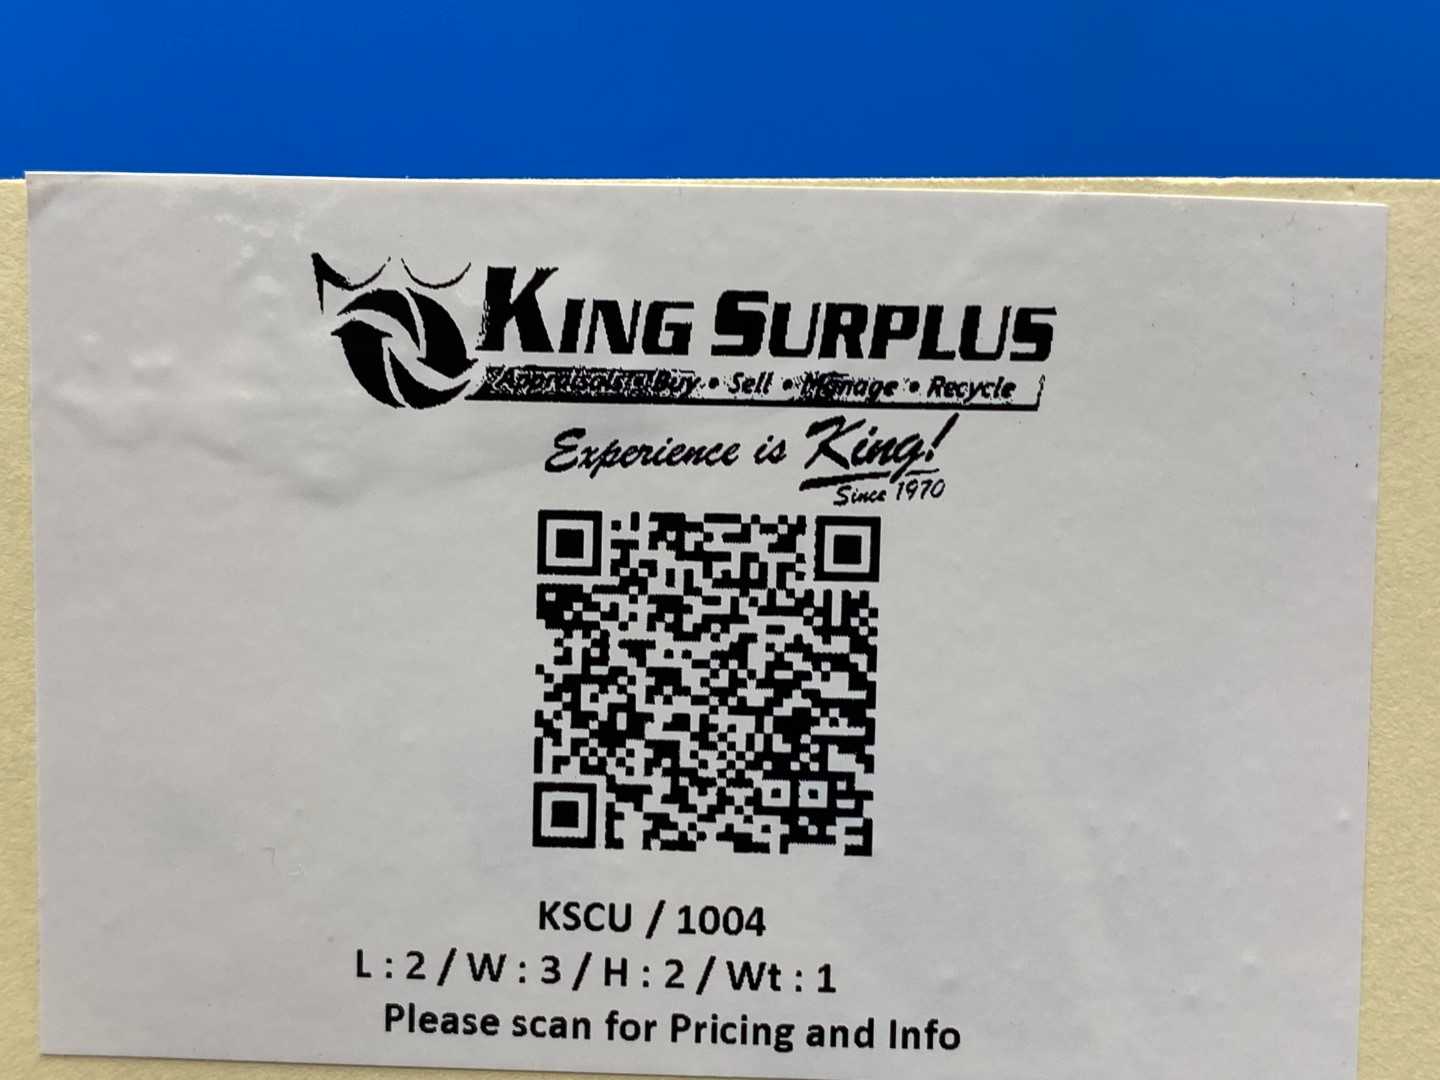 KING SURPLUS
Appraisals • Buy • Sell • Manage • Recycle
Experience is King!
Since 1970
KSCU / 1004
L : 2 / W : 3 / H : 2 / Wt : 1
Please scan for Pricing and Info